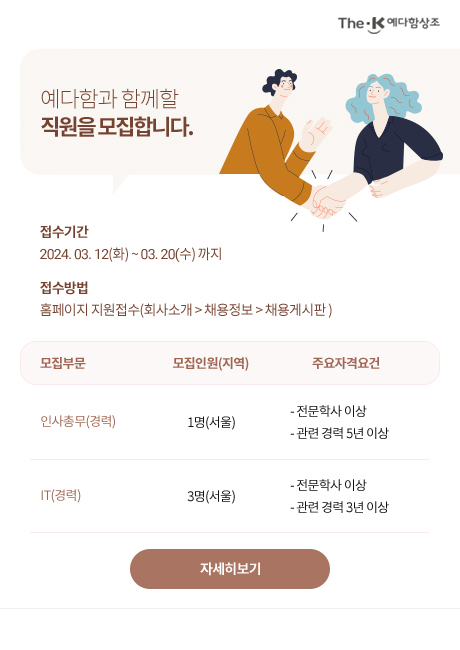 The·K예다함상조
예다함과 함께할
직원을 모집합니다.
접수기간
2024. 03. 12(화) ~ 03. 20(수) 까지
접수방법
홈페이지 지원접수(회사소개 > 채용정보 > 채용게시판 )
모집부문 모집인원(지역) 주요자격요건
인사총무(경력) 1명(서울) - 전문학사 이상
- 관련 경력 5년 이상
IT(경력) 3명(서울) - 전문학사 이상
- 관련 경력 3년 이상
자세히보기